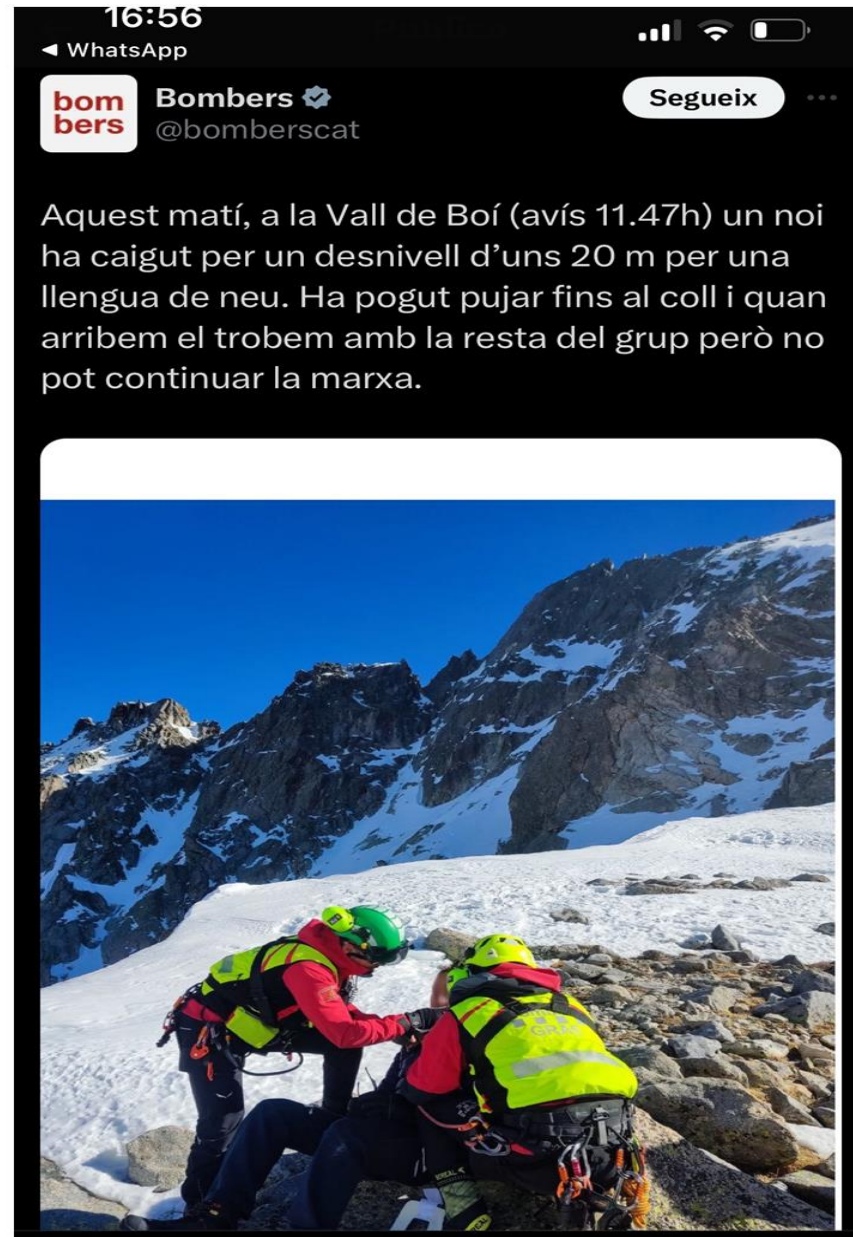 16:56
◀ WhatsApp
bom
bers
Bombers
@bomberscat
Segueix
Aquest matí, a la Vall de Boí (avís 11.47h) un noi
ha caigut per un desnivell d’uns 20 m per una
llengua de neu. Ha pogut pujar fins al coll i quan
arribem el trobem amb la resta del grup però no
pot continuar la marxa.